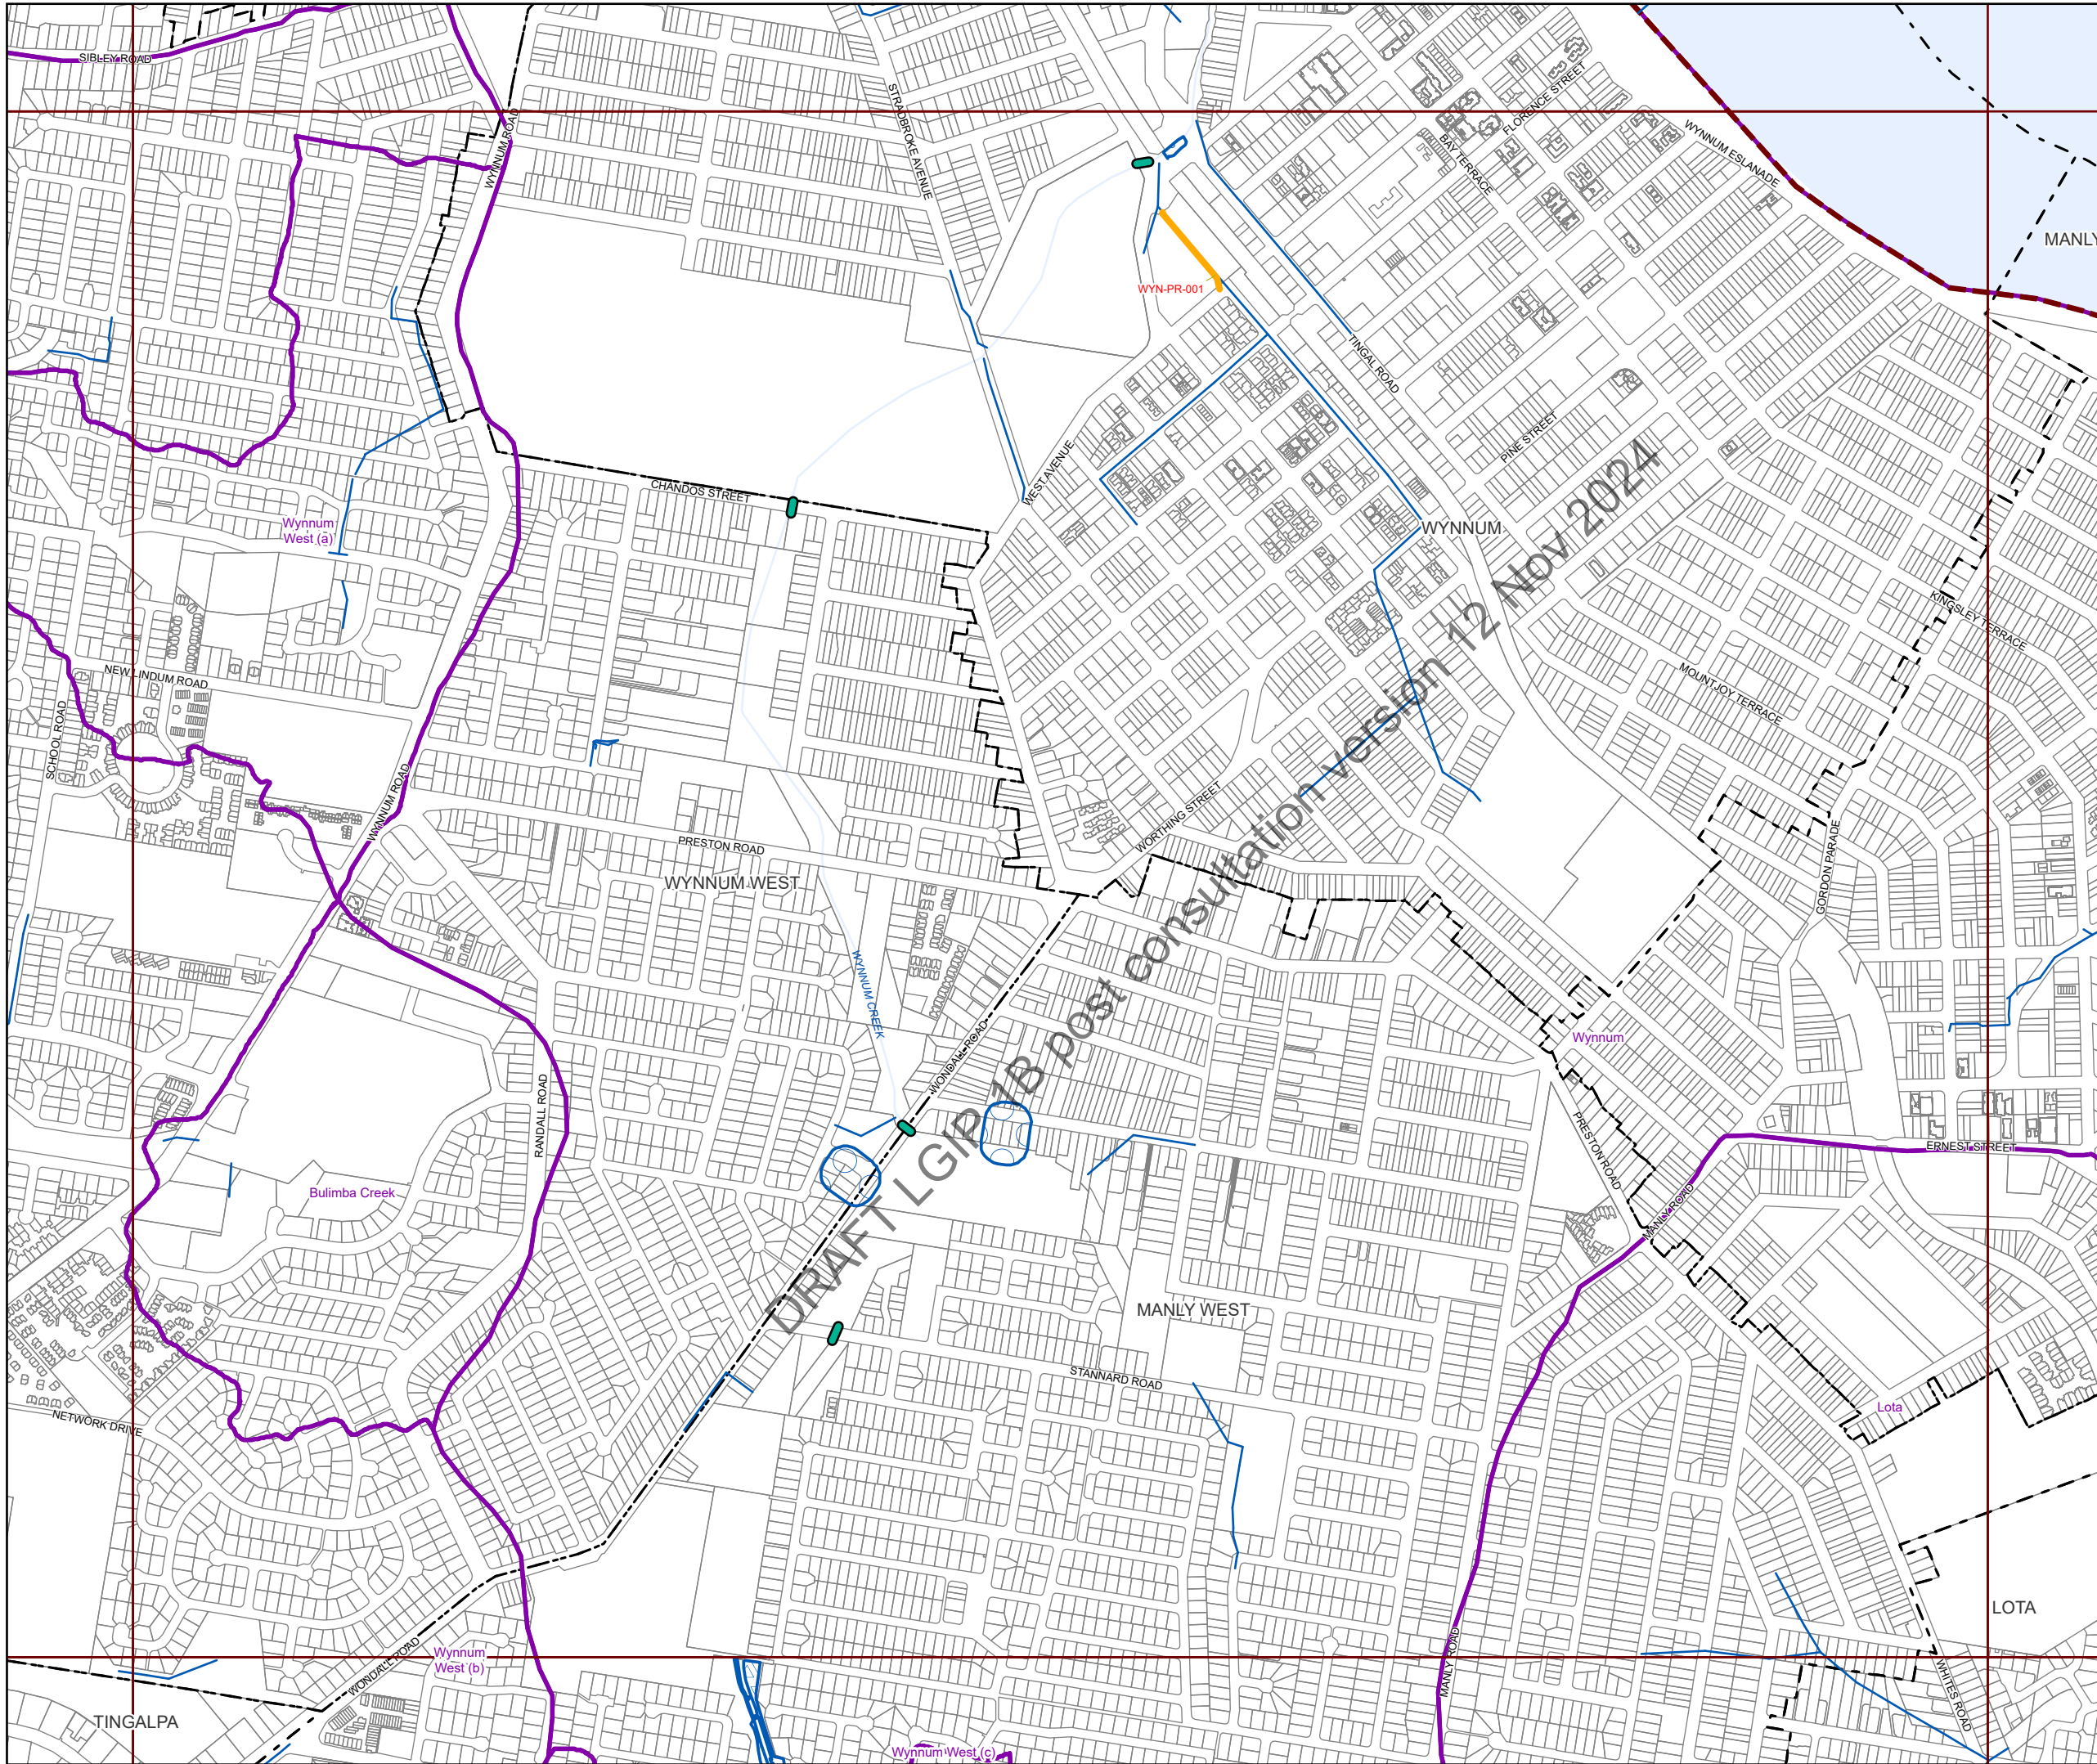 SIBLEY ROAD
WYNNUM ROAD
STRADBROKE AVENUE
FLORENCE STREET
BAY TERRACE
WYNNUM ESLANADE
MANLY
WYN-PR-001
TINGAL ROAD
PINE STREET
WEST AVENUE
CHANDOS STREET
Wynnum
West (a)
WYNNUM
KINGSLEY TERRACE
NEW LINDUM ROAD
MOUNTJOY TERRACE
SCHOOL ROAD
WYNNUM ROAD
WORTHING STREET
PRESTON ROAD
GORDON PARADE
WYNNUM WEST
WYNNUM CREEK
DRAFT LGIP 1B post consultation version 12 Nov 2024
WONDALL ROAD
Wynnum
RANDALL ROAD
PRESTON ROAD
ERNEST STREET
Bulimba Creek
MANLY ROAD
MANLY WEST
STANNARD ROAD
NETWORK DRIVE
Lota
LOTA
WONDALL ROAD
Wynnum
West (b)
MANLY ROAD
WHITES ROAD
TINGALPA
Wynnum West (c)